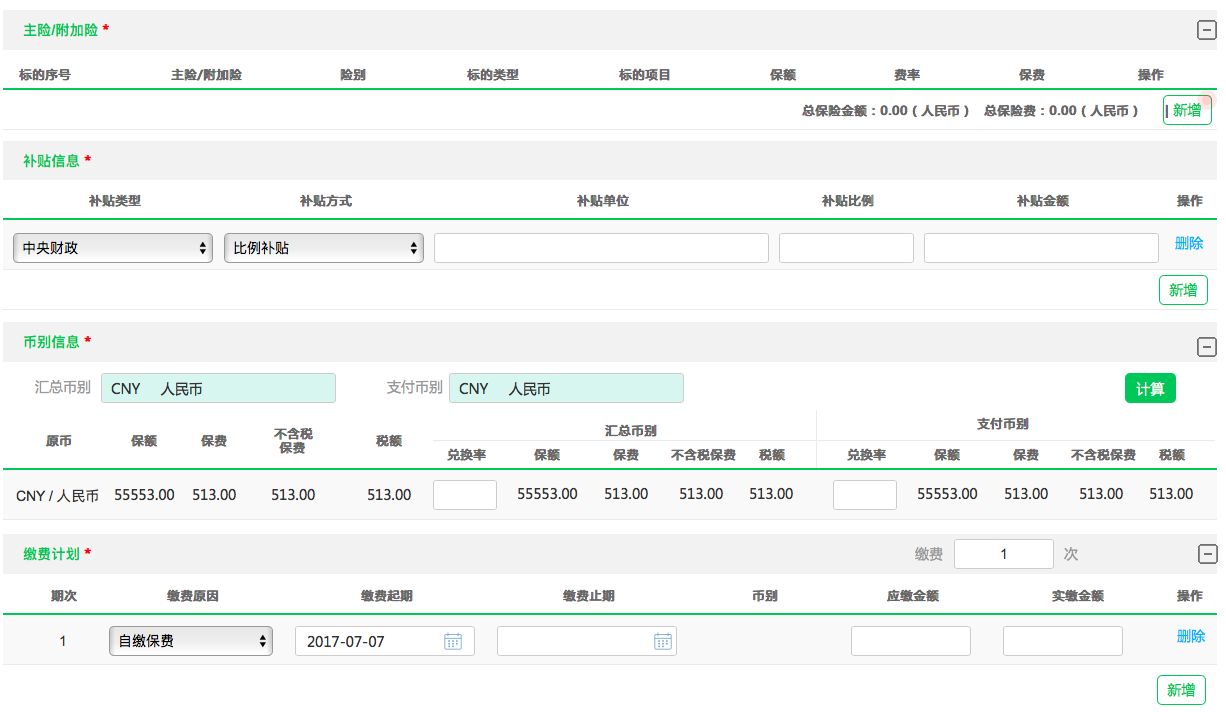 主险/附加险 *
标的序号 主险/附加险 险别 标的类型 标的项目 保额 费率 保费 操作
总保险金额：0.00（人民币） 总保险费：0.00（人民币） 新增
补贴信息 *
补贴类型 补贴方式 补贴单位 补贴比例 补贴金额 操作
中央财政 比例补贴 删除
新增
币别信息 *
汇总币别 CNY 人民币 支付币别 CNY 人民币 计算
原币 保额 保费 不含税保费 税额 汇总币别 支付币别
兑换率 保额 保费 不含税保费 税额 兑换率 保额 保费 不含税保费 税额
CNY / 人民币 55553.00 513.00 513.00 513.00 55553.00 513.00 513.00 513.00 55553.00 513.00 513.00 513.00
缴费计划 * 缴费 1 次
期次 缴费原因 缴费起期 缴费止期 币别 应缴金额 实缴金额 操作
1 自缴保费 2017-07-07 删除
新增